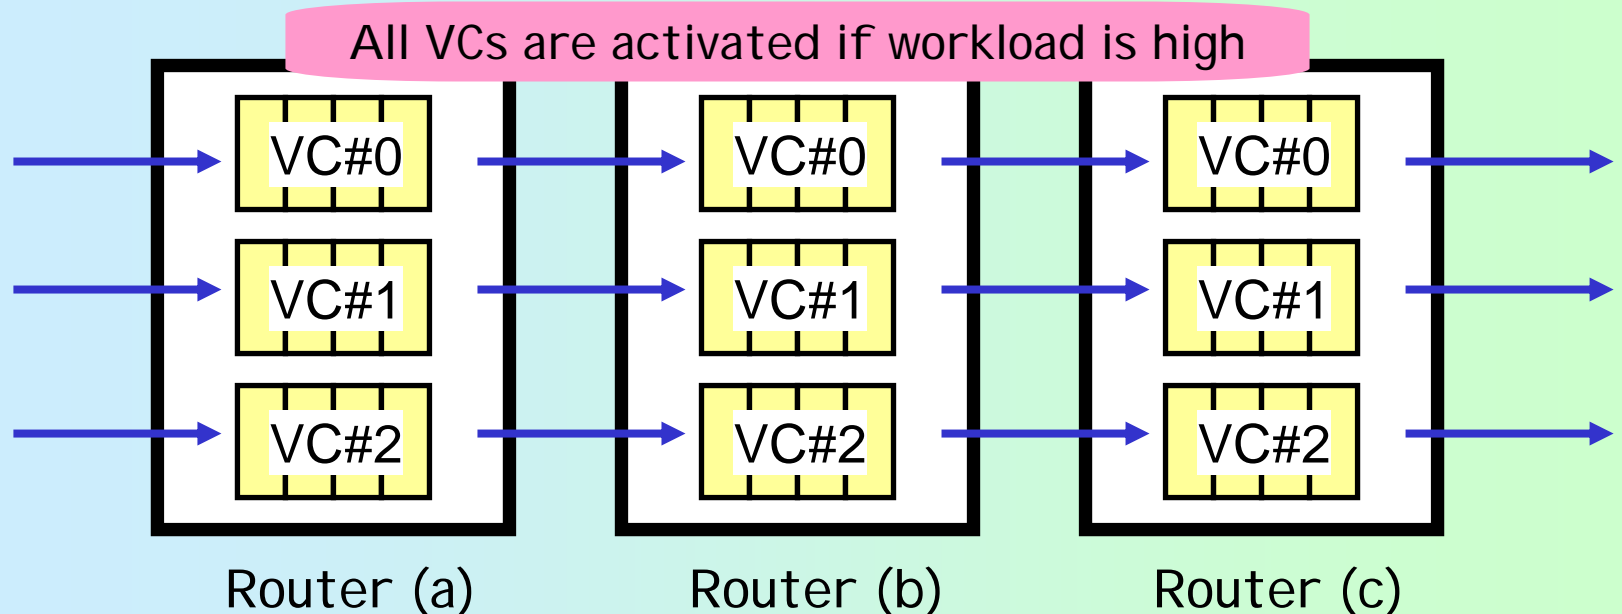 All VCs are activated if workload is high
VC#0 VC#0 VC#0
VC#1 VC#1 VC#1
VC#2 VC#2 VC#2
Router (a) Router (b) Router (c)